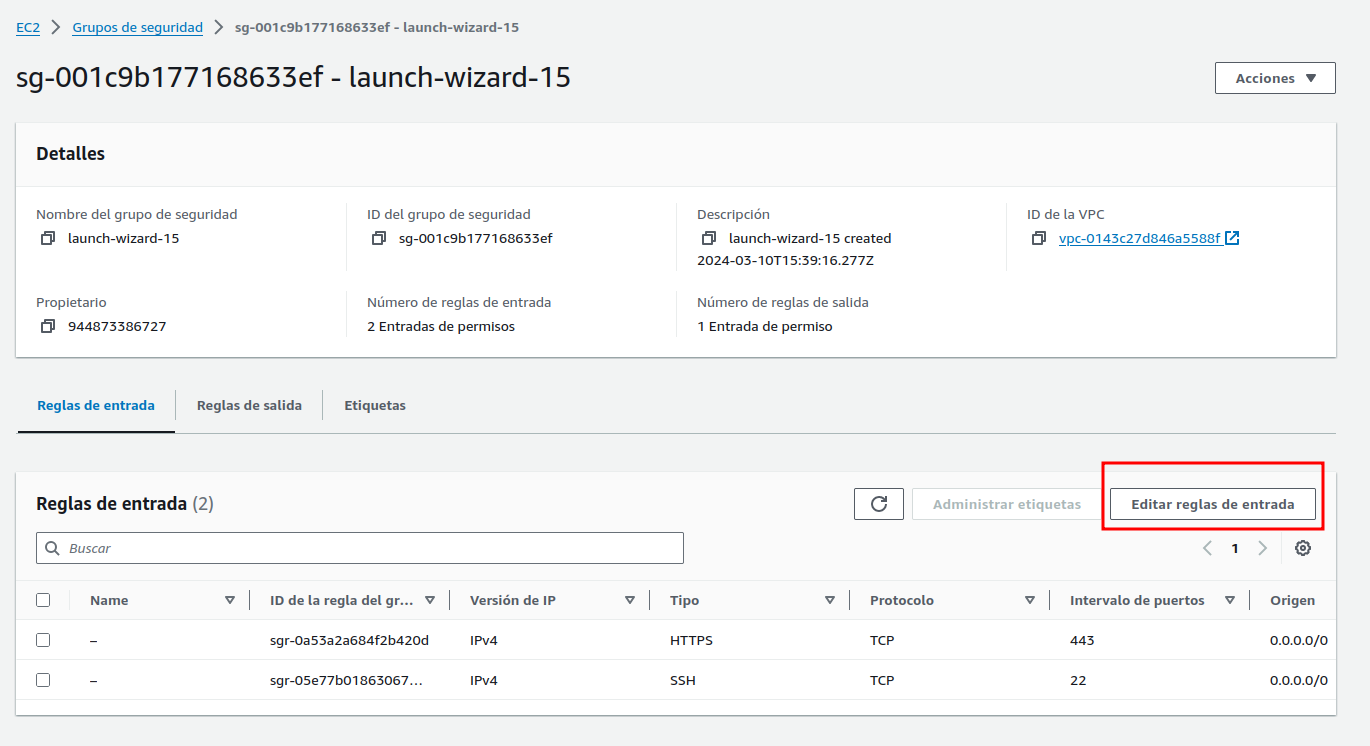 EC2 > Grupos de seguridad > sg-001c9b177168633ef - launch-wizard-15
sg-001c9b177168633ef - launch-wizard-15
Acciones
Detalles
Nombre del grupo de seguridad
launch-wizard-15
ID del grupo de seguridad
sg-001c9b177168633ef
Descripción
launch-wizard-15 created
2024-03-10T15:39:16.277Z
ID de la VPC
vpc-0143c27d846a5588f
Propietario
944873386727
Número de reglas de entrada
2 Entradas de permisos
Número de reglas de salida
1 Entrada de permiso
Reglas de entrada Reglas de salida Etiquetas
Reglas de entrada (2)
Administrar etiquetas Editar reglas de entrada
Buscar
< 1 >
Name ID de la regla del gr... Versión de IP Tipo Protocolo Intervalo de puertos Origen
– sgr-0a53a2a684f2b420d IPv4 HTTPS TCP 443 0.0.0.0/0
– sgr-05e77b01863067... IPv4 SSH TCP 22 0.0.0.0/0